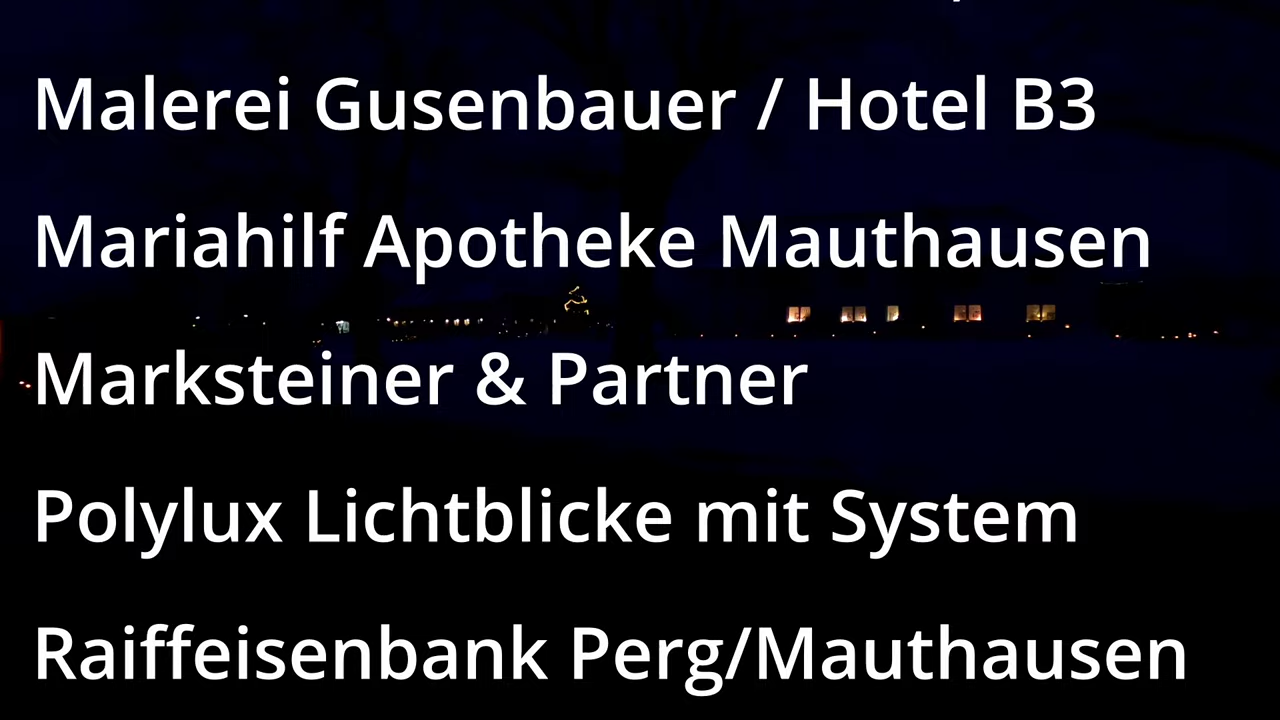 Malerei Gusenbauer / Hotel B3
Mariahilf Apotheke Mauthausen
Marksteiner & Partner
Polylux Lichtblicke mit System
Raiffeisenbank Perg/Mauthausen